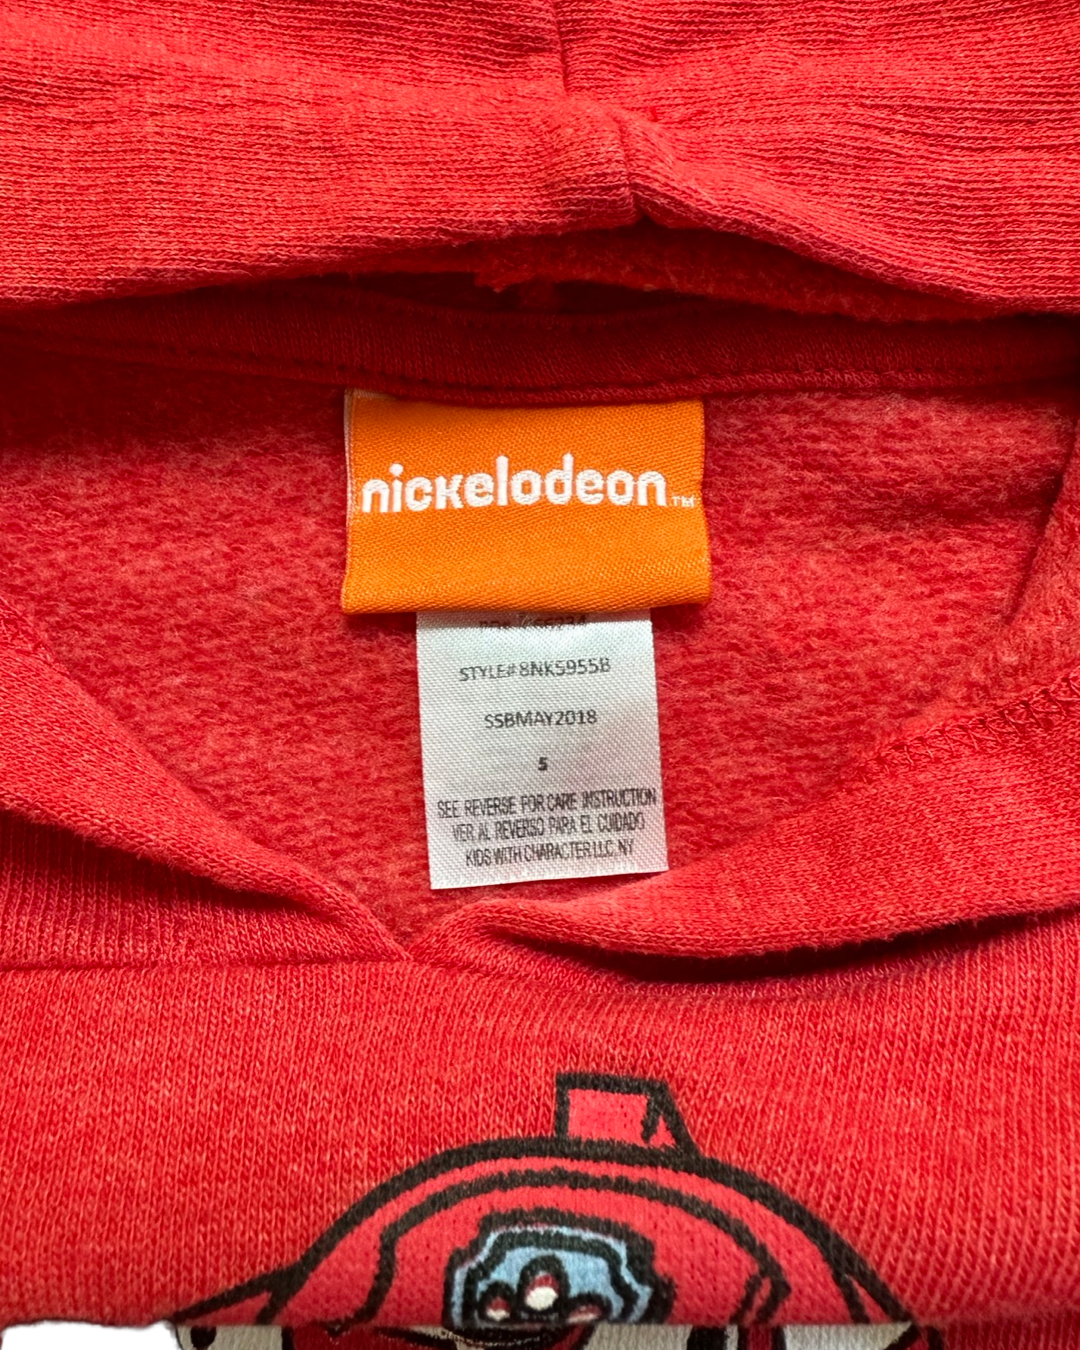 nickelodeon™
STYLE#8NK5955B
SSBMAY2018
5
SEE REVERSE FOR CARE INSTRUCTION
VER AL REVERSO PARA EL CUIDADO
KIDS WITH CHARACTER LLC. NY